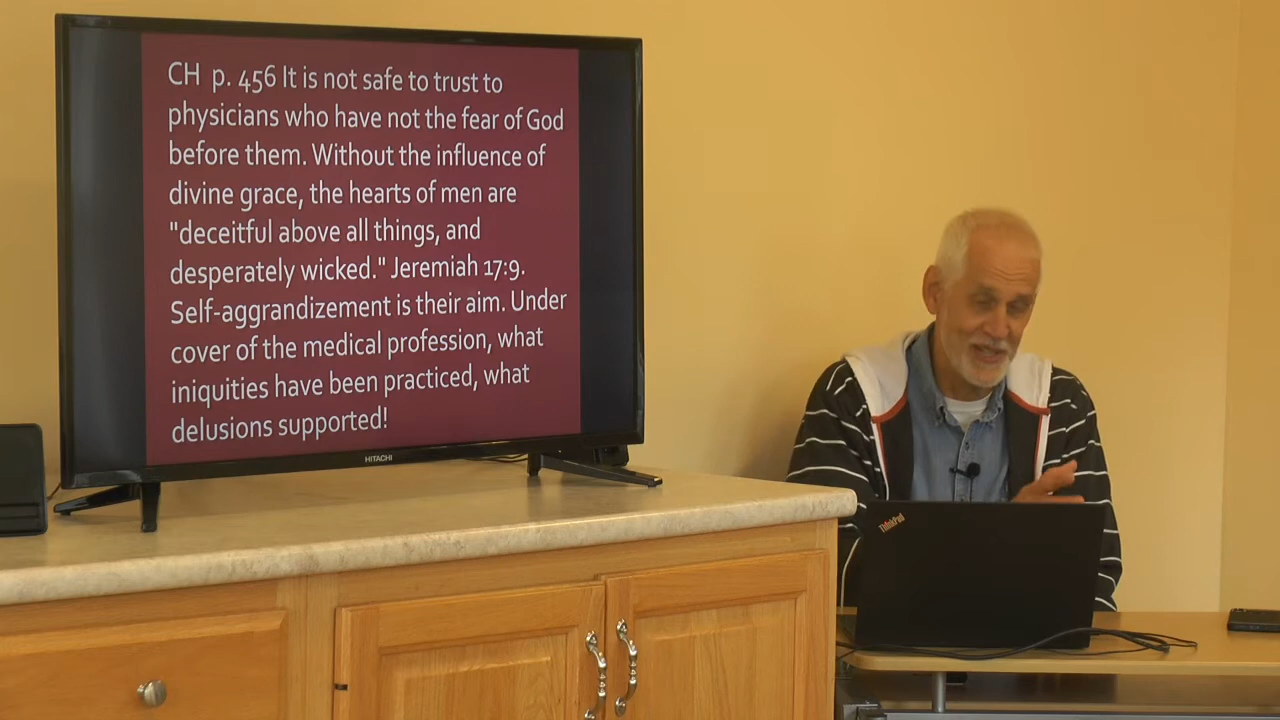 CH p. 456 It is not safe to trust to
physicians who have not the fear of God
before them. Without the influence of
divine grace, the hearts of men are
"deceitful above all things, and
desperately wicked." Jeremiah 17:9.
Self-aggrandizement is their aim. Under
cover of the medical profession, what
iniquities have been practiced, what
delusions supported!
HITACHI
ThinkPad